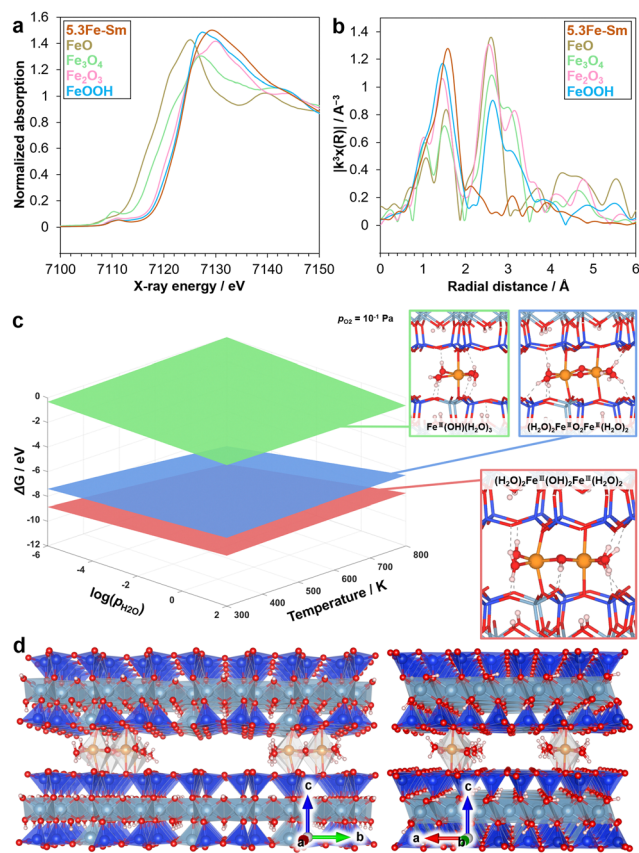 a
5.3Fe-Sm
FeO
Fe₃O₄
Fe₂O₃
FeOOH
Normalized absorption
1.6
1.4
1.2
1
0.8
0.6
0.4
0.2
0
7100 7110 7120 7130 7140 7150
X-ray energy / eV
b
5.3Fe-Sm
FeO
Fe₃O₄
Fe₂O₃
FeOOH
|k³x(R)| / Å⁻³
1.4
1.2
1
0.8
0.6
0.4
0.2
0
0 1 2 3 4 5 6
Radial distance / Å
c
p_O2 = 10⁻¹ Pa
ΔG / eV
0
-2
-4
-6
-8
-10
-12
-6 -4 -2 0 2
log(p_H2O)
300 400 500 600 700 800
Temperature / K
Feᴵᴵᴵ(OH)(H₂O)₃
(H₂O)₂FeᴵᴵᴵO₂Feᴵᴵᴵ(H₂O)₂
(H₂O)₂Feᴵᴵᴵ(OH)₂Feᴵᴵᴵ(H₂O)₂
d
c
a
b
c
a
b